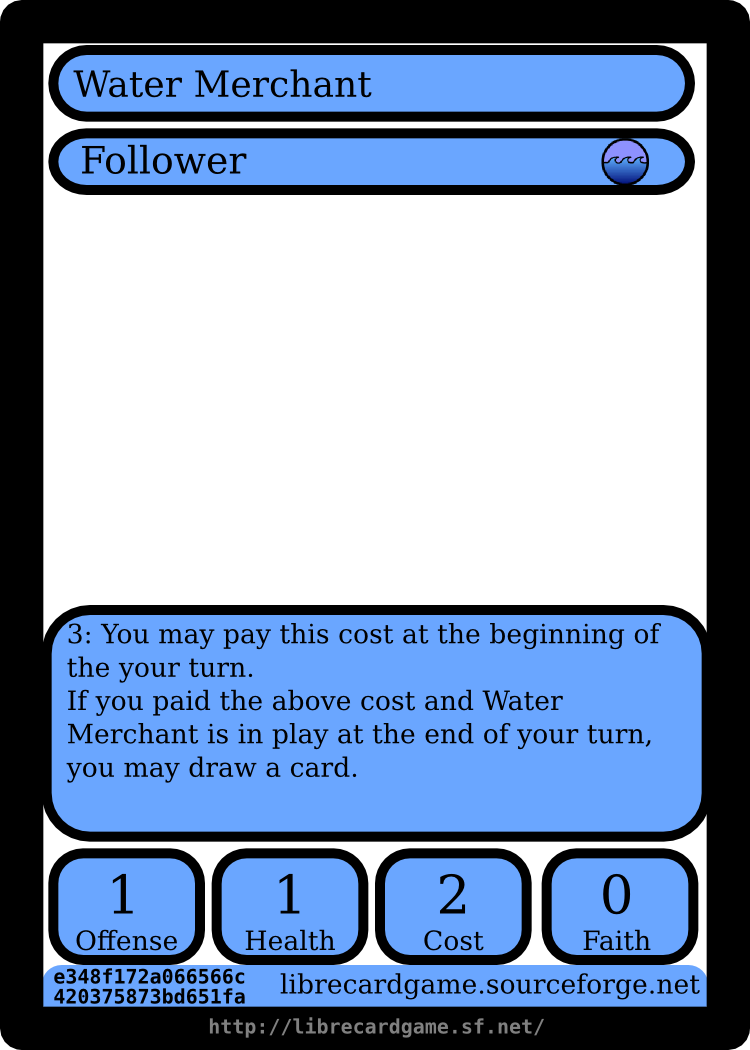 Water Merchant
Follower
3: You may pay this cost at the beginning of
the your turn.
If you paid the above cost and Water
Merchant is in play at the end of your turn,
you may draw a card.
1
Offense
1
Health
2
Cost
0
Faith
e348f172a066566c
420375873bd651fa
librecardgame.sourceforge.net
http://librecardgame.sf.net/